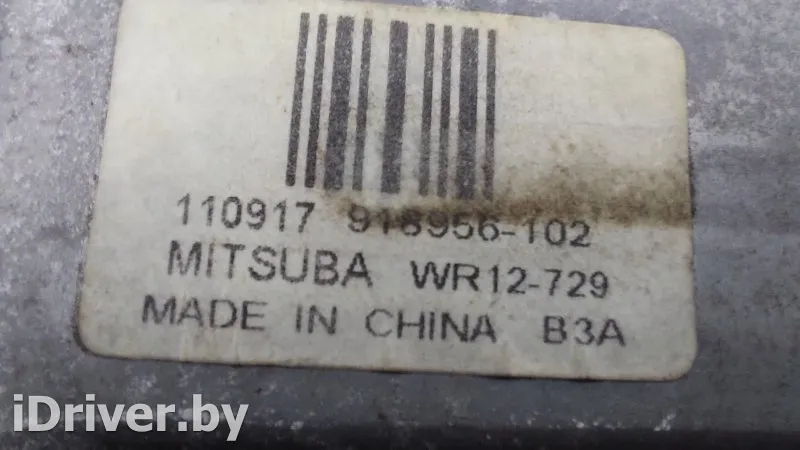 110917 918956-102
MITSUBA WR12-729
MADE IN CHINA B3A
iDriver.by